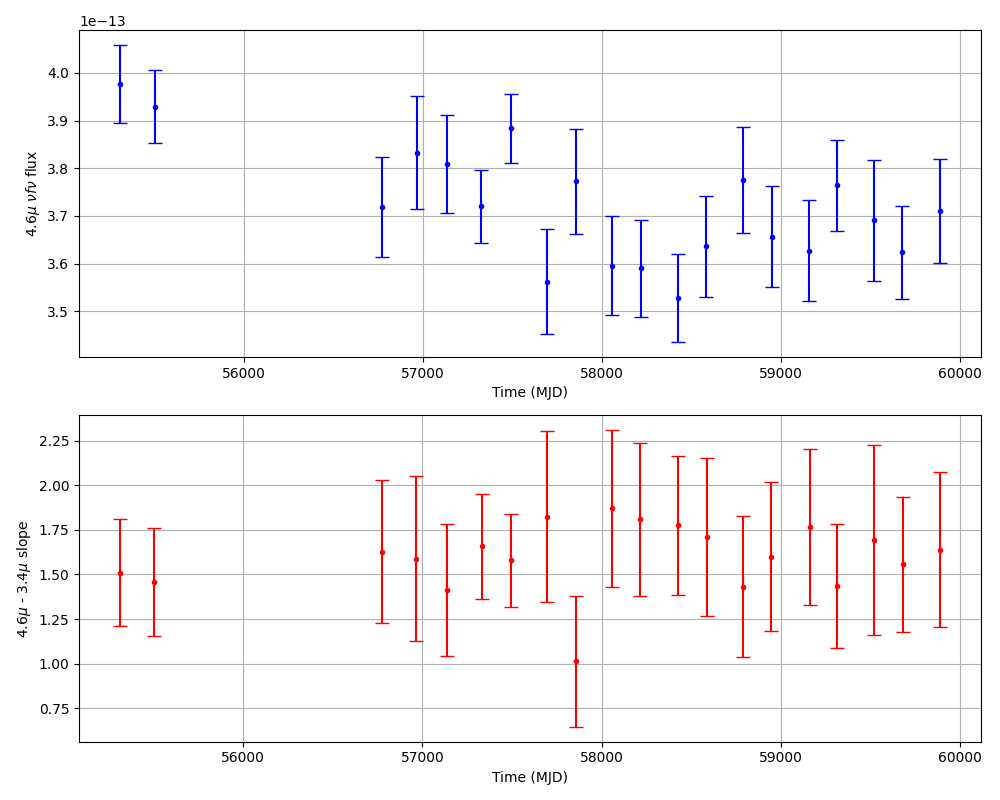 1e−13
4.6μ νfν flux
4.0
3.9
3.8
3.7
3.6
3.5
56000 57000 58000 59000 60000
Time (MJD)
4.6μ - 3.4μ slope
2.25
2.00
1.75
1.50
1.25
1.00
0.75
56000 57000 58000 59000 60000
Time (MJD)